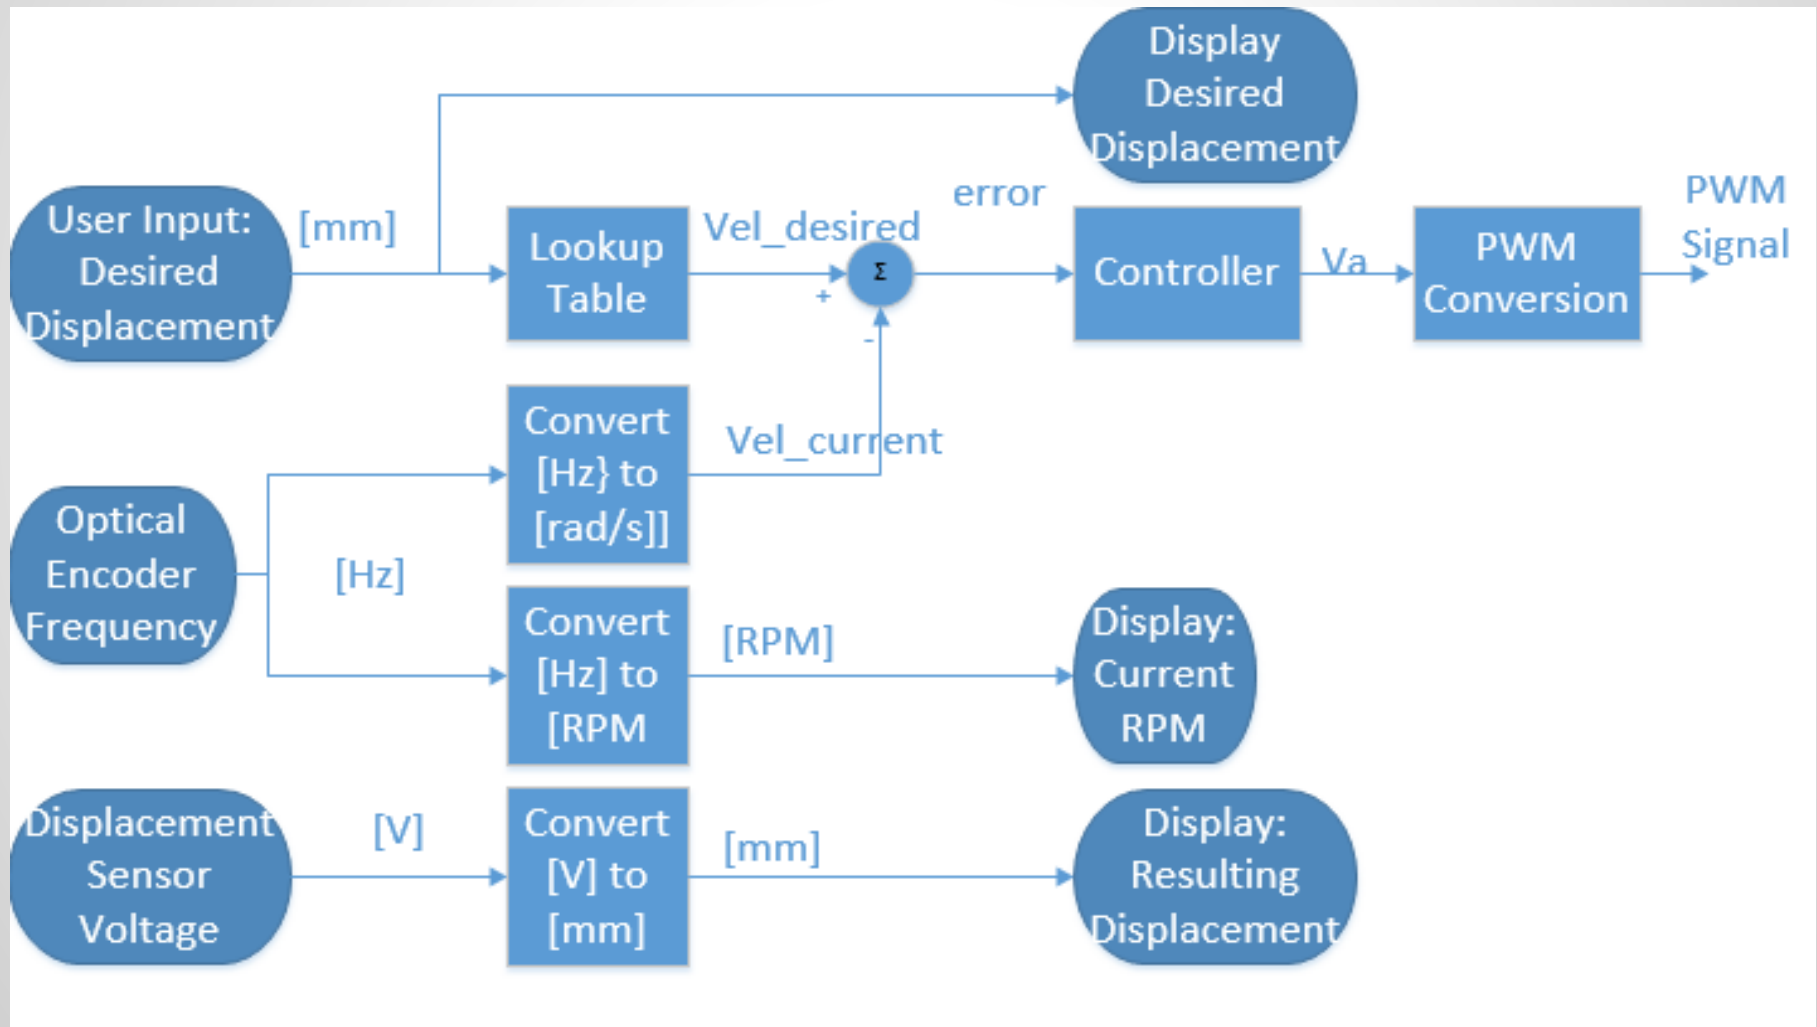 Display
Desired
Displacement
User Input:
Desired
Displacement
[mm]
Lookup
Table
Vel_desired
Σ
+
-
error
Controller
Va
PWM
Conversion
PWM
Signal
Optical
Encoder
Frequency
[Hz]
Convert
[Hz} to
[rad/s]]
Vel_current
Convert
[Hz] to
[RPM
[RPM]
Display:
Current
RPM
Displacement
Sensor
Voltage
[V]
Convert
[V] to
[mm]
[mm]
Display:
Resulting
Displacement